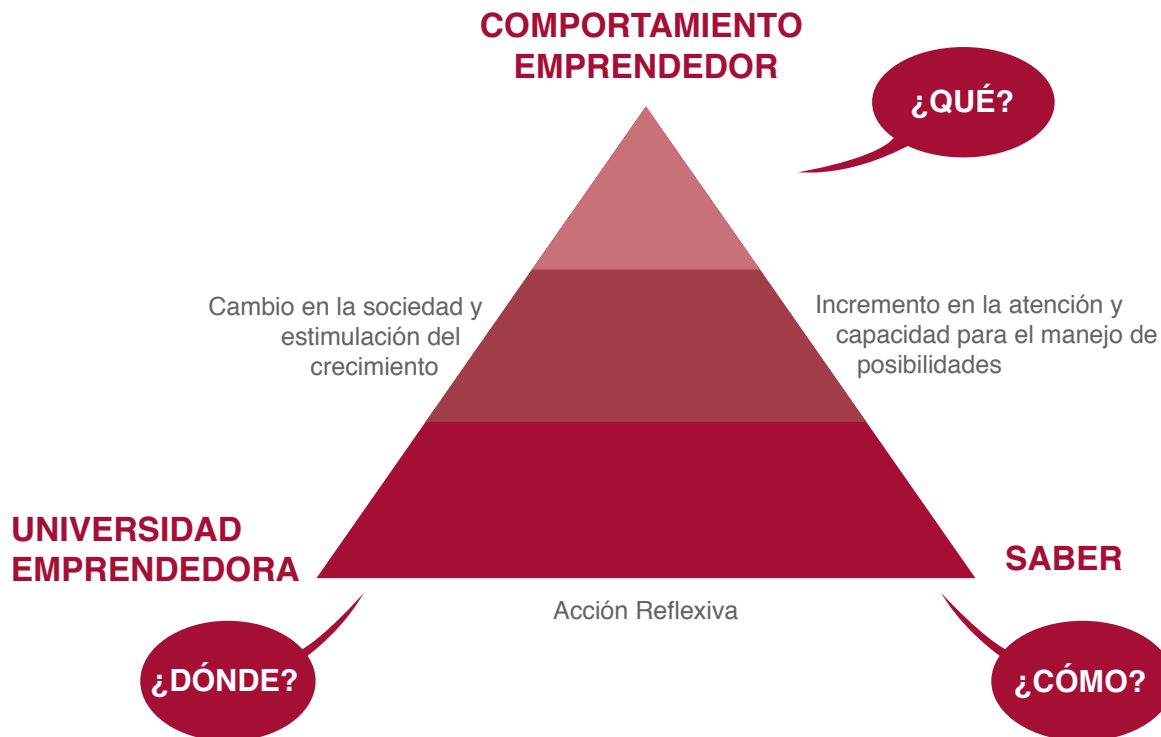 COMPORTAMIENTO
EMPRENDEDOR
¿QUÉ?
Cambio en la sociedad y
estimulación del
crecimiento
Incremento en la atención y
capacidad para el manejo de
posibilidades
UNIVERSIDAD
EMPRENDEDORA
SABER
Acción Reflexiva
¿DÓNDE?
¿CÓMO?